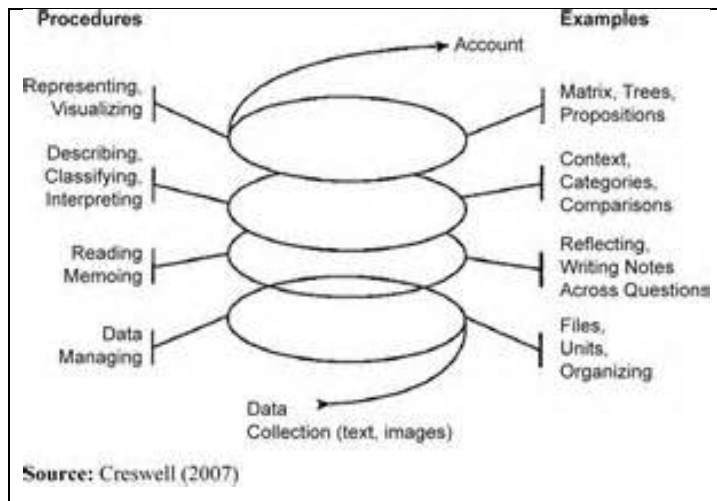 Procedures
Examples
Account
Representing,
Visualizing
Matrix, Trees,
Propositions
Describing,
Classifying,
Interpreting
Context,
Categories,
Comparisons
Reading
Memoing
Reflecting,
Writing Notes
Across Questions
Data
Managing
Files,
Units,
Organizing
Data
Collection (text, images)
Source: Creswell (2007)